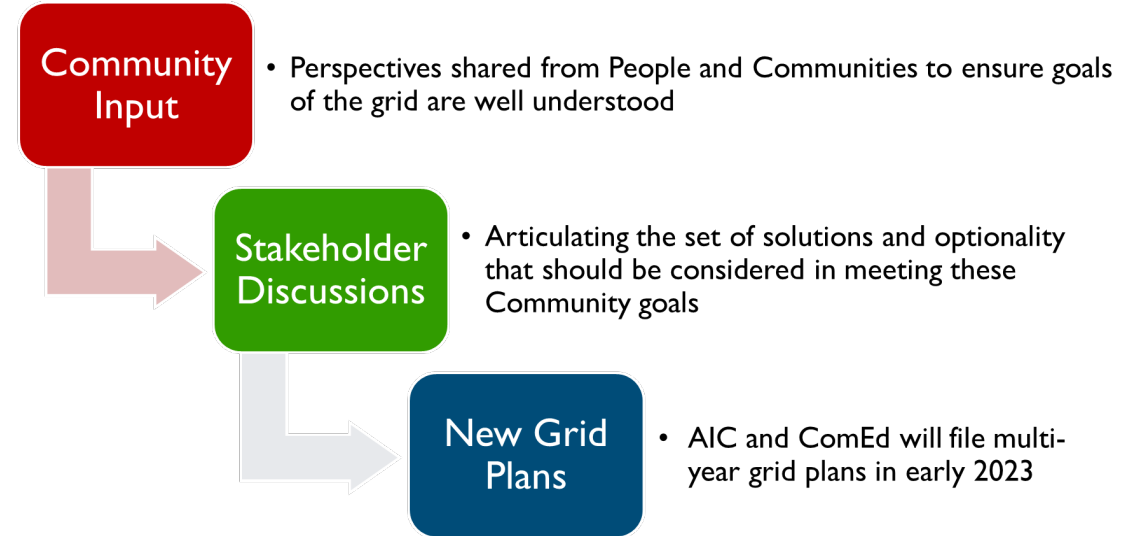 Community
Input
• Perspectives shared from People and Communities to ensure goals
of the grid are well understood
Stakeholder
Discussions
• Articulating the set of solutions and optionality
that should be considered in meeting these
Community goals
New Grid
Plans
• AIC and ComEd will file multi-
year grid plans in early 2023